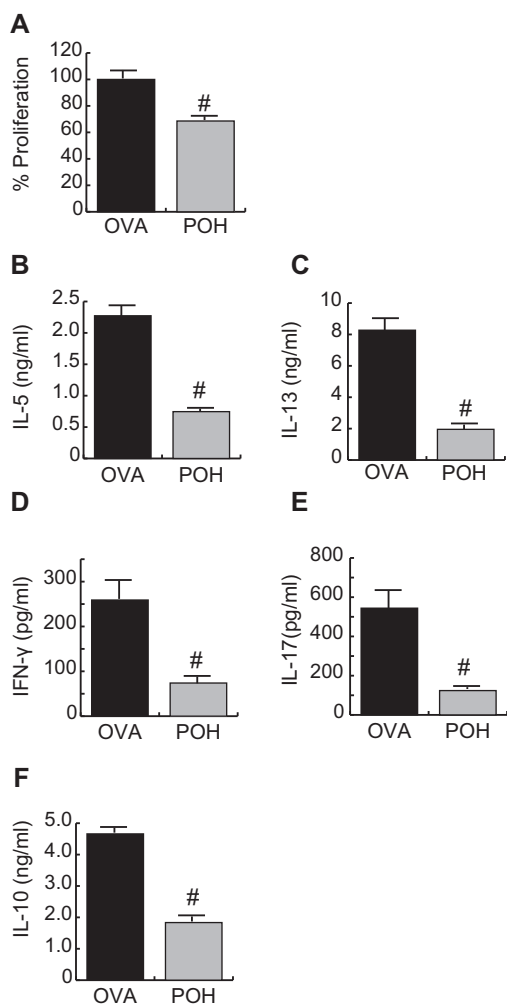 A
% Proliferation
120
100
80
60
40
20
0
#
OVA POH
B
IL-5 (ng/ml)
2.5
2.0
1.5
1.0
0.5
0
#
OVA POH
C
IL-13 (ng/ml)
10
8
6
4
2
0
#
OVA POH
D
IFN-γ (pg/ml)
300
200
100
0
#
OVA POH
E
IL-17(pg/ml)
800
600
400
200
0
#
OVA POH
F
IL-10 (ng/ml)
5.0
4.0
3.0
2.0
1.0
0
#
OVA POH